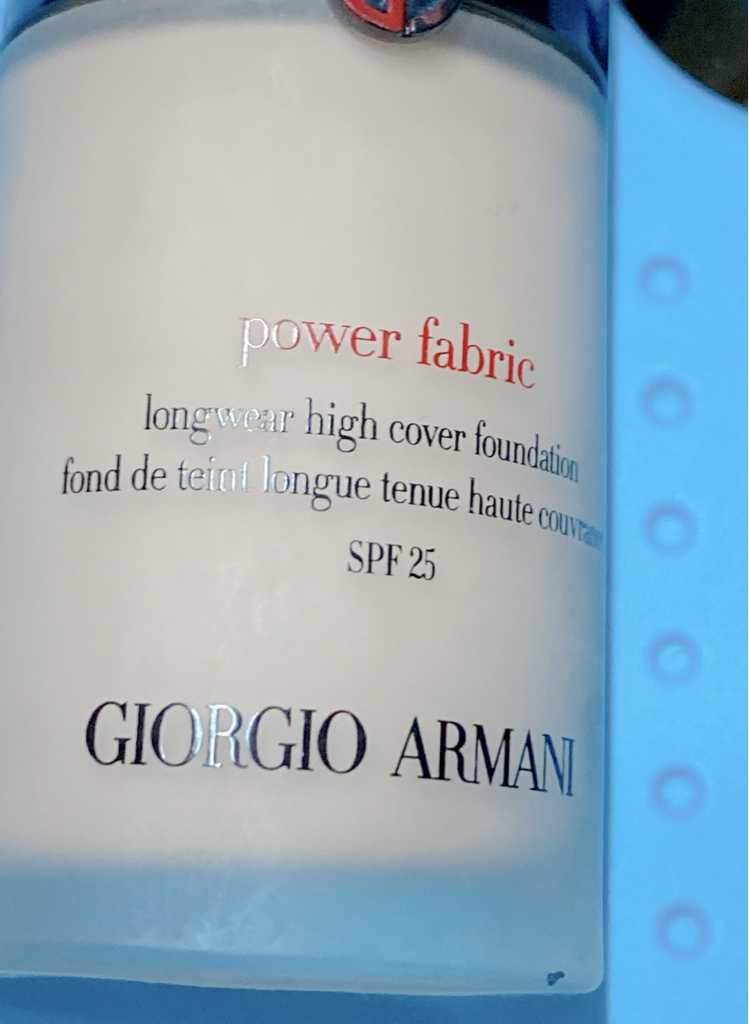 power fabric
longwear high cover foundation
fond de teint longue tenue haute
SPF 25
GIORGIO ARMANI